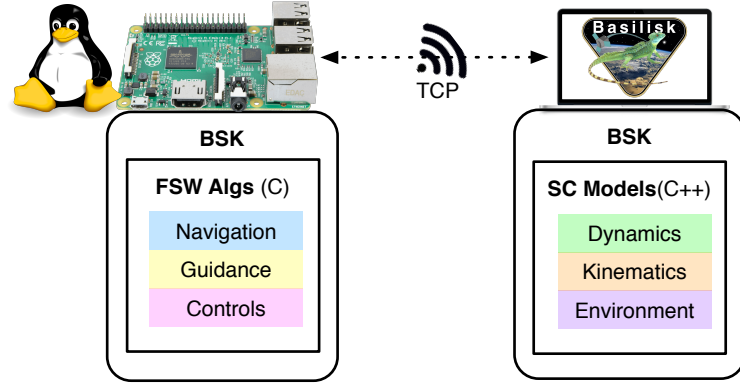 Basilisk
TCP
BSK
FSW Algs (C)
Navigation
Guidance
Controls
BSK
SC Models(C++)
Dynamics
Kinematics
Environment